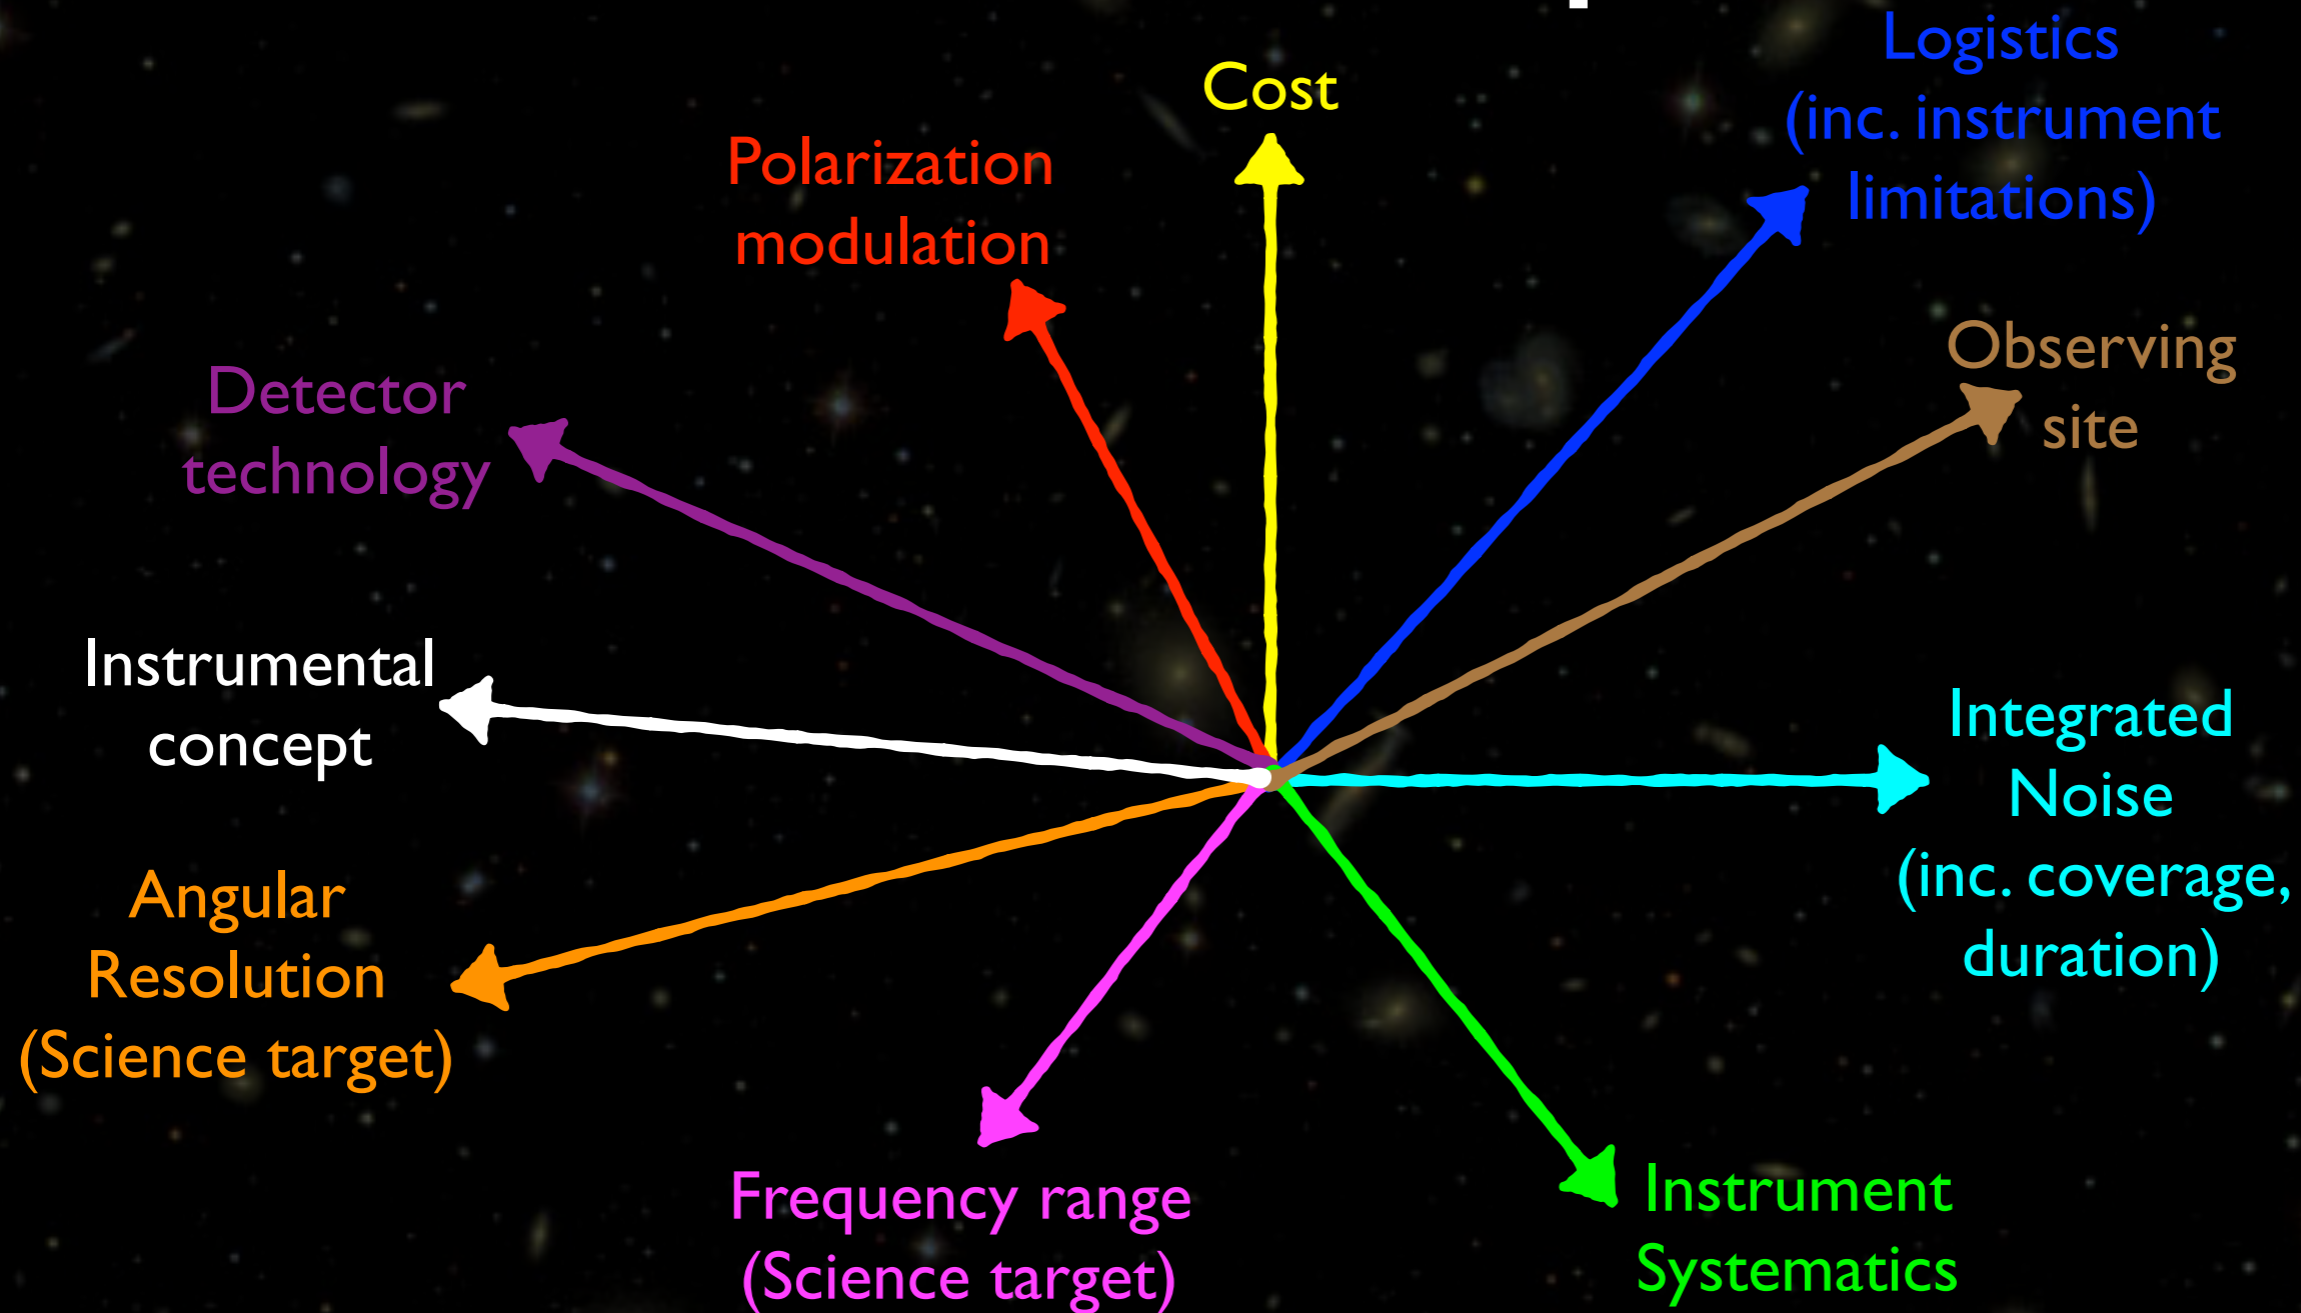 Cost
Logistics
(inc. instrument
limitations)
Polarization
modulation
Observing
site
Detector
technology
Instrumental
concept
Integrated
Noise
(inc. coverage,
duration)
Angular
Resolution
(Science target)
Frequency range
(Science target)
Instrument
Systematics